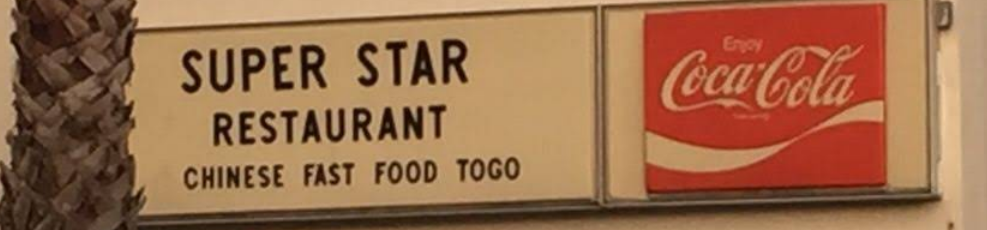 SUPER STAR
RESTAURANT
CHINESE FAST FOOD TOGO
Enjoy
Coca-Cola